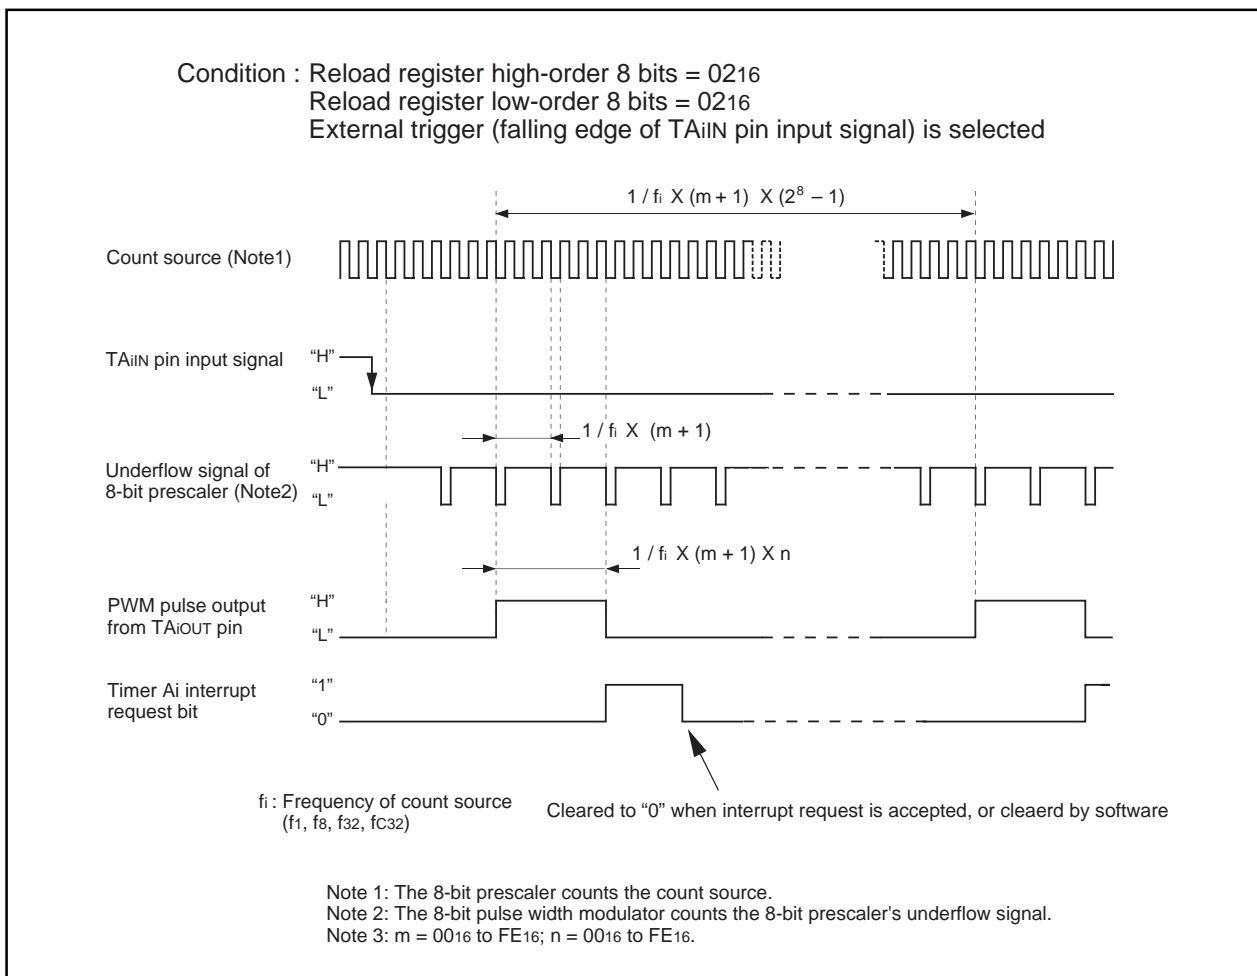 Condition : Reload register high-order 8 bits = 0216
Reload register low-order 8 bits = 0216
External trigger (falling edge of TAiIN pin input signal) is selected
1 / fi X (m + 1) X (2⁸ – 1)
Count source (Note1)
TAiIN pin input signal
“H”
“L”
1 / fi X (m + 1)
Underflow signal of
8-bit prescaler (Note2)
“H”
“L”
1 / fi X (m + 1) X n
PWM pulse output
from TAiOUT pin
“H”
“L”
Timer Ai interrupt
request bit
“1”
“0”
fi : Frequency of count source
(f1, f8, f32, fC32)
Cleared to “0” when interrupt request is accepted, or cleaerd by software
Note 1: The 8-bit prescaler counts the count source.
Note 2: The 8-bit pulse width modulator counts the 8-bit prescaler's underflow signal.
Note 3: m = 0016 to FE16; n = 0016 to FE16.